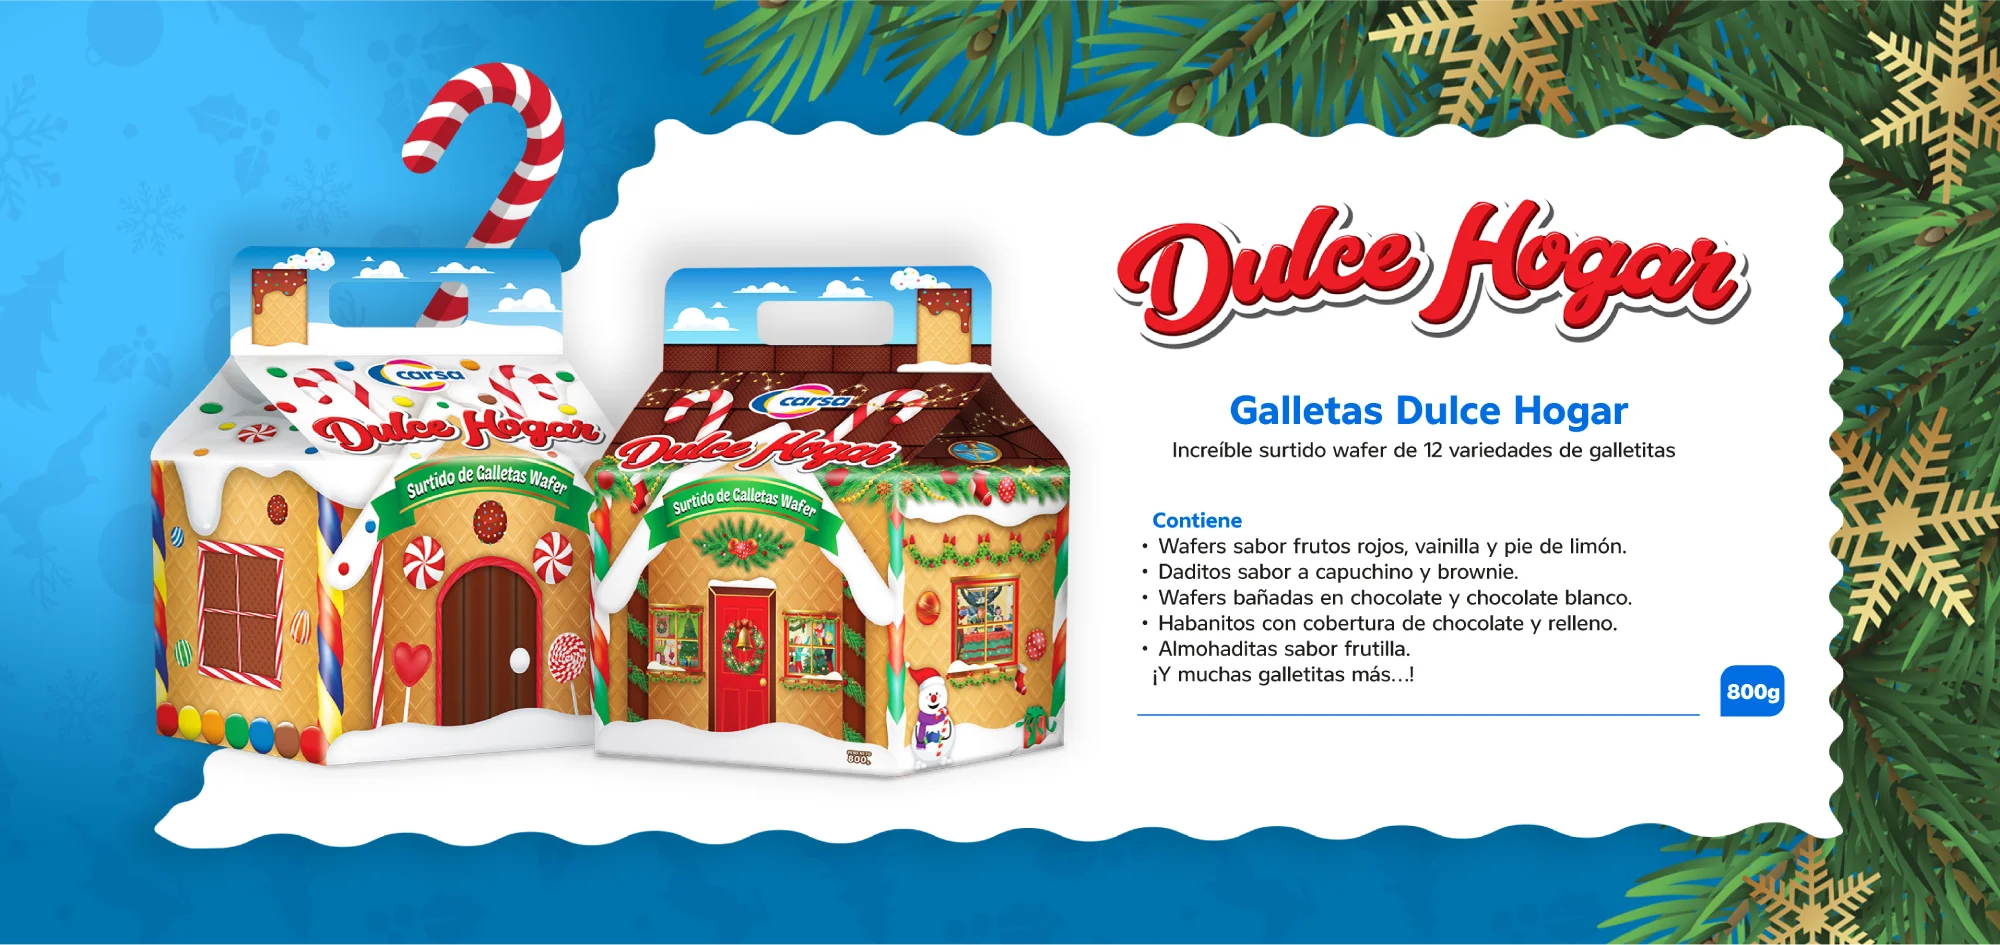 carsa
Dulce Hogar
Surtido de Galletas Wafer
carsa
Dulce Hogar
Surtido de Galletas Wafer
PESO NETO
800g
Dulce Hogar
Galletas Dulce Hogar
Increíble surtido wafer de 12 variedades de galletitas
Contiene
• Wafers sabor frutos rojos, vainilla y pie de limón.
• Daditos sabor a capuchino y brownie.
• Wafers bañadas en chocolate y chocolate blanco.
• Habanitos con cobertura de chocolate y relleno.
• Almohaditas sabor frutilla.
¡Y muchas galletitas más...!
800g